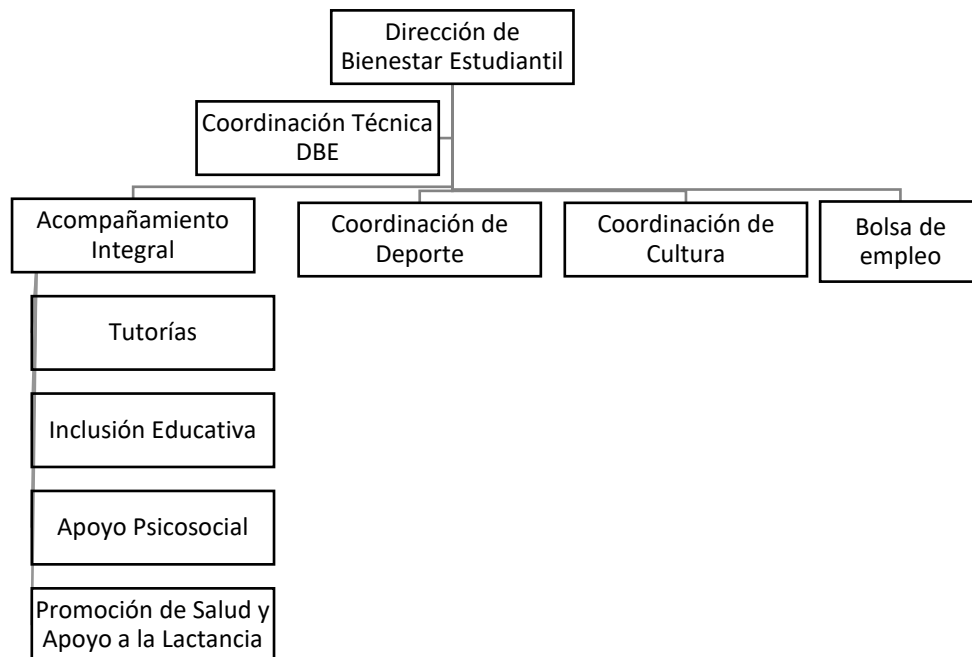 Dirección de
Bienestar Estudiantil
Coordinación Técnica
DBE
Acompañamiento
Integral
Coordinación de
Deporte
Coordinación de
Cultura
Bolsa de
empleo
Tutorías
Inclusión Educativa
Apoyo Psicosocial
Promoción de Salud y
Apoyo a la Lactancia